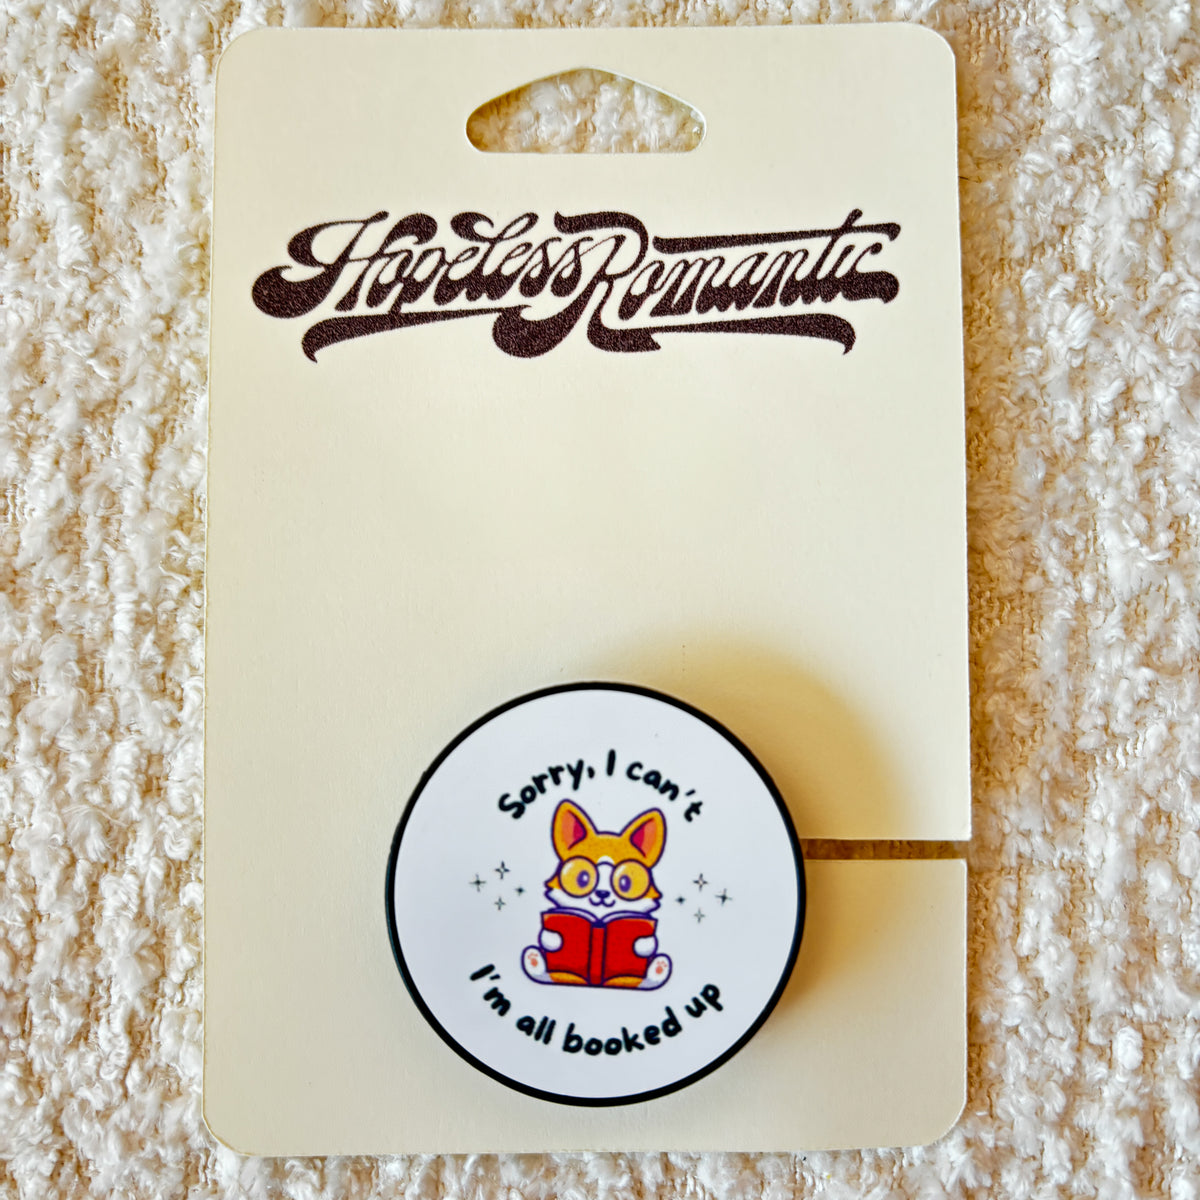 Hopeless Romantic
Sorry, I can't
I'm all booked up